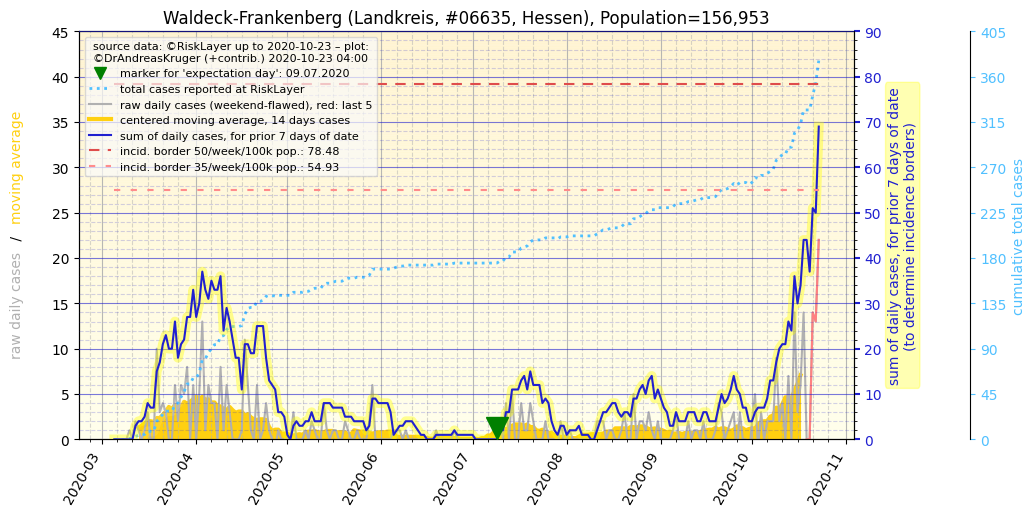 Waldeck-Frankenberg (Landkreis, #06635, Hessen), Population=156,953
source data: ©RiskLayer up to 2020-10-23 – plot:
©DrAndreasKruger (+contrib.) 2020-10-23 04:00
marker for 'expectation day': 09.07.2020
total cases reported at RiskLayer
raw daily cases (weekend-flawed), red: last 5
centered moving average, 14 days cases
sum of daily cases, for prior 7 days of date
incid. border 50/week/100k pop.: 78.48
incid. border 35/week/100k pop.: 54.93
raw daily cases / moving average
45
40
35
30
25
20
15
10
5
0
2020-03
2020-04
2020-05
2020-06
2020-07
2020-08
2020-09
2020-10
2020-11
90
80
70
60
50
40
30
20
10
0
sum of daily cases, for prior 7 days of date
(to determine incidence borders)
405
360
315
270
225
180
135
90
45
0
cumulative total cases